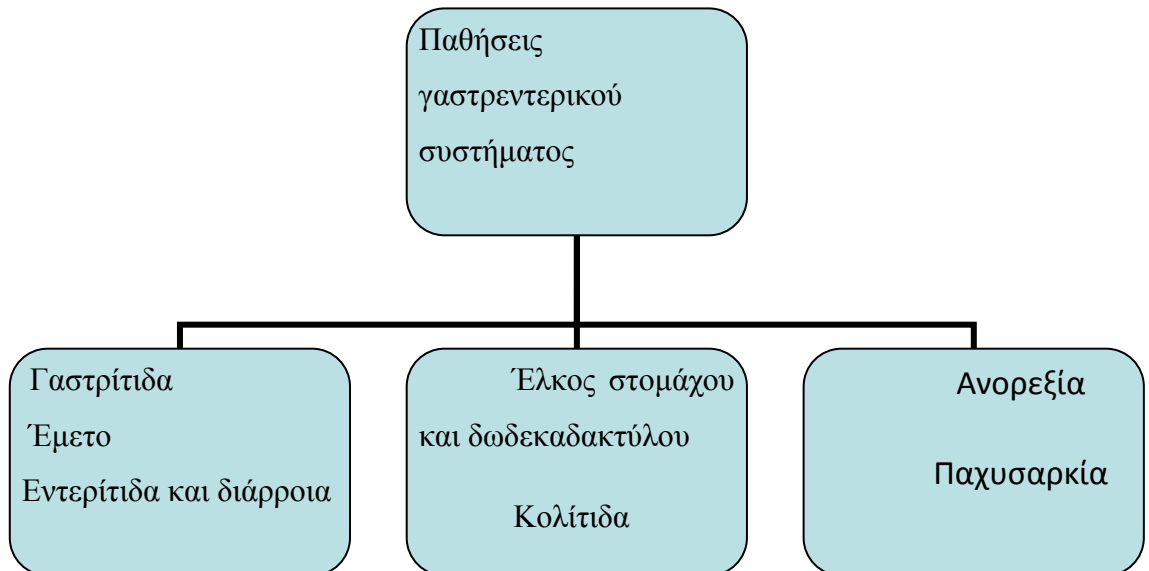 Παθήσεις
γαστρεντερικού
συστήματος
Γαστρίτιδα
Έμετο
Εντερίτιδα και διάρροια
Έλκος στομάχου
και δωδεκαδακτύλου
Κολίτιδα
Ανορεξία
Παχυσαρκία